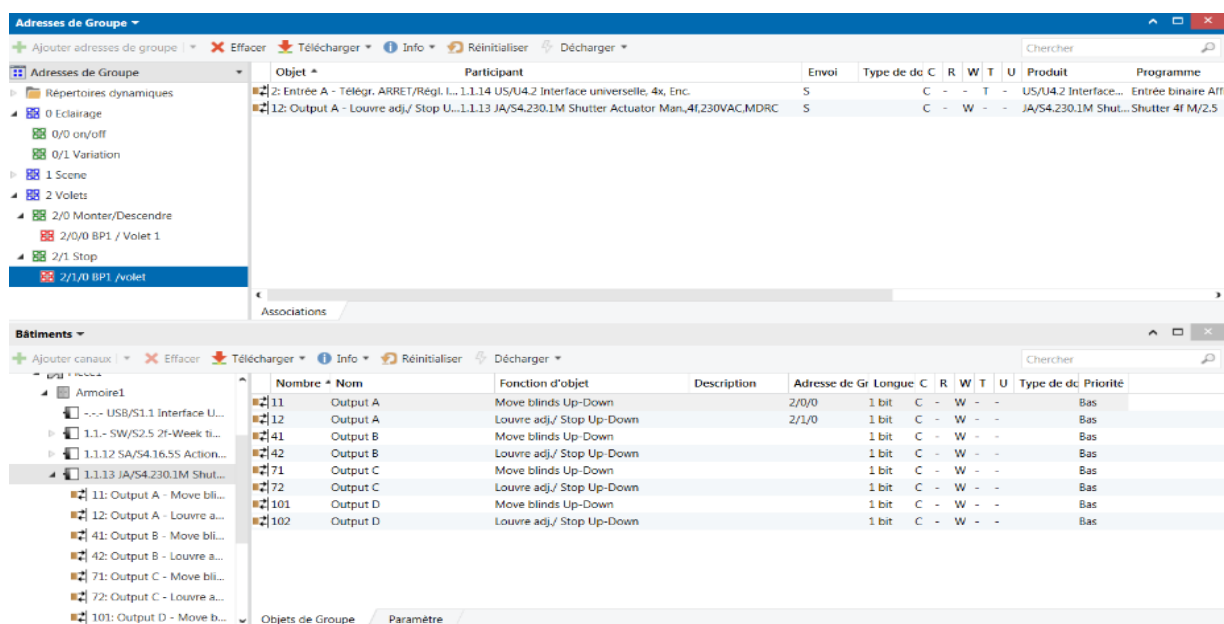 Adresses de Groupe
Ajouter adresses de groupe Effacer Télécharger Info Réinitialiser Décharger Chercher
Adresses de Groupe
Répertoires dynamiques
0 Eclairage
0/0 on/off
0/1 Variation
1 Scene
2 Volets
2/0 Monter/Descendre
2/0/0 BP1 / Volet 1
2/1 Stop
2/1/0 BP1 /volet
Objet Participant Envoi Type de dc C R W T U Produit Programme
2: Entrée A - Télégr. ARRET/Régl. l... 1.1.14 US/U4.2 Interface universelle, 4x, Enc. S C - - T - US/U4.2 Interface... Entrée binaire Aff
12: Output A - Louvre adj./ Stop U...1.1.13 JA/S4.230.1M Shutter Actuator Man.,4f,230VAC,MDRC S C - W - - JA/S4.230.1M Shut... Shutter 4f M/2.5
Associations
Bâtiments
Ajouter canaux Effacer Télécharger Info Réinitialiser Décharger Chercher
Armoire1
-.-.- USB/S1.1 Interface U...
1.1.- SW/S2.5 2f-Week ti...
1.1.12 SA/S4.16.5S Action...
1.1.13 JA/S4.230.1M Shut...
11: Output A - Move bli...
12: Output A - Louvre a...
41: Output B - Move bli...
42: Output B - Louvre a...
71: Output C - Move bli...
72: Output C - Louvre a...
101: Output D - Move b...
Nombre Nom Fonction d'objet Description Adresse de Gr Longue C R W T U Type de dc Priorité
11 Output A Move blinds Up-Down 2/0/0 1 bit C - W - - Bas
12 Output A Louvre adj./ Stop Up-Down 2/1/0 1 bit C - W - - Bas
41 Output B Move blinds Up-Down 1 bit C - W - - Bas
42 Output B Louvre adj./ Stop Up-Down 1 bit C - W - - Bas
71 Output C Move blinds Up-Down 1 bit C - W - - Bas
72 Output C Louvre adj./ Stop Up-Down 1 bit C - W - - Bas
101 Output D Move blinds Up-Down 1 bit C - W - - Bas
102 Output D Louvre adj./ Stop Up-Down 1 bit C - W - - Bas
Objets de Groupe Paramètre